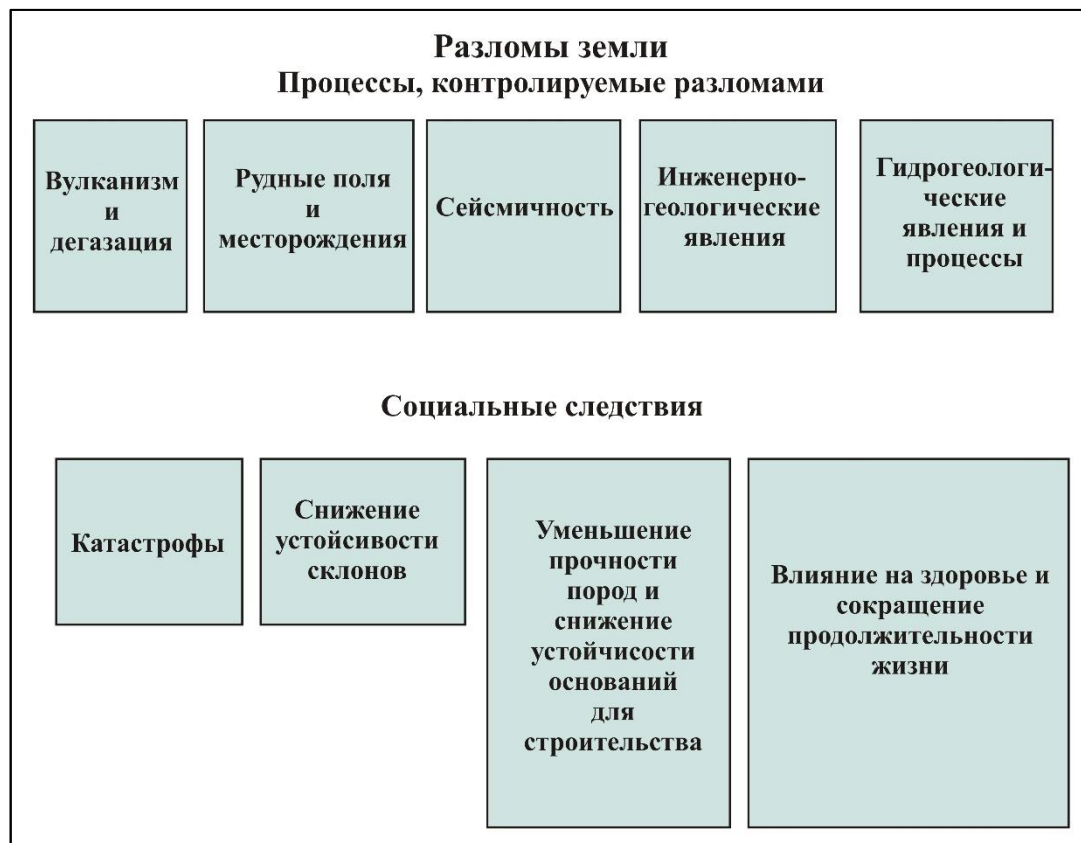 Разломы земли
Процессы, контролируемые разломами
Вулканизм
и
дегазация
Рудные поля
и
месторождения
Сейсмичность
Инженерно-
геологические
явления
Гидрогеологи-
ческие
явления и
процессы
Социальные следствия
Катастрофы
Снижение
устойсивости
склонов
Уменьшение
прочности
пород и
снижение
устойчисости
оснований
для
строительства
Влияние на здоровье и
сокращение
продолжительности
жизни